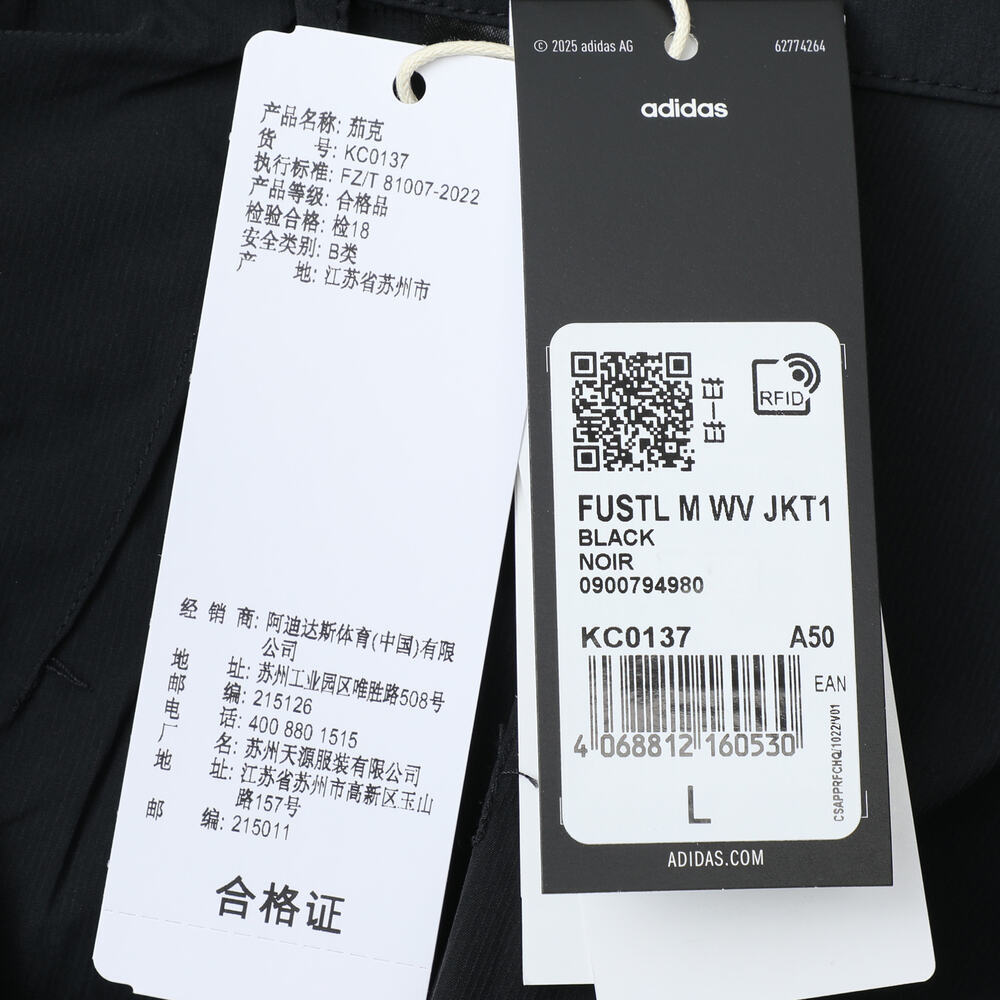 产品名称: 茄克
货 号: KC0137
执行标准: FZ/T 81007-2022
产品等级: 合格品
检验合格: 检18
安全类别: B类
产 地: 江苏省苏州市
经 销 商: 阿迪达斯体育(中国)有限
公司
地 址: 苏州工业园区唯胜路508号
邮 编: 215126
电 话: 400 880 1515
厂 名: 苏州天源服装有限公司
地 址: 江苏省苏州市高新区玉山
路157号
邮 编: 215011
合格证
© 2025 adidas AG 62774264
adidas
扫一扫
RFID
FUSTL M WV JKT1
BLACK
NOIR
0900794980
KC0137 A50
EAN
4 068812 160530
CSAPPRFCHQ/1022/V01
L
ADIDAS.COM